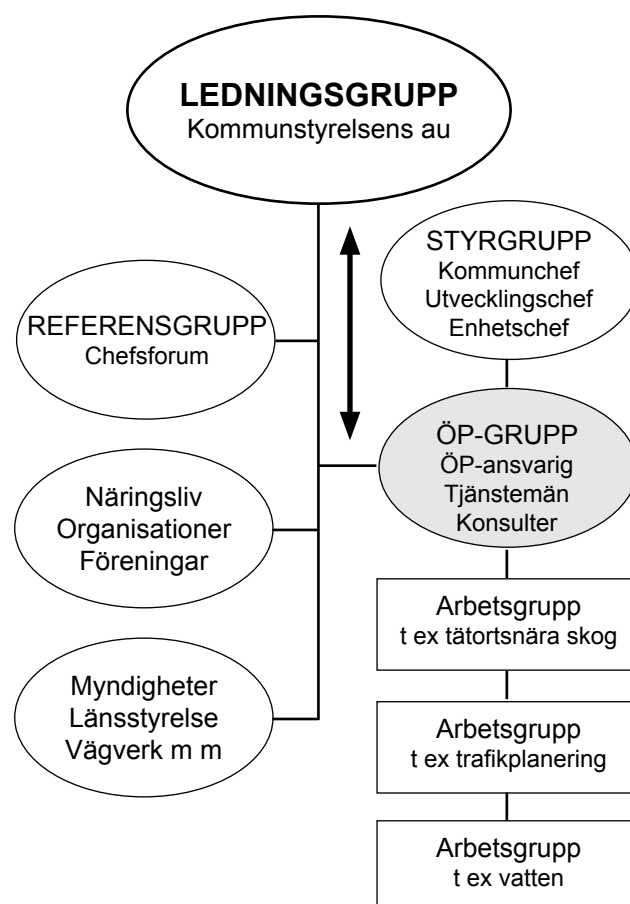 LEDNINGSGRUPP
Kommunstyrelsens au
STYRGRUPP
Kommunchef
Utvecklingschef
Enhetschef
REFERENSGRUPP
Chefsforum
ÖP-GRUPP
ÖP-ansvarig
Tjänstemän
Konsulter
Näringsliv
Organisationer
Föreningar
Arbetsgrupp
t ex tätortsnära skog
Myndigheter
Länsstyrelse
Vägverk m m
Arbetsgrupp
t ex trafikplanering
Arbetsgrupp
t ex vatten